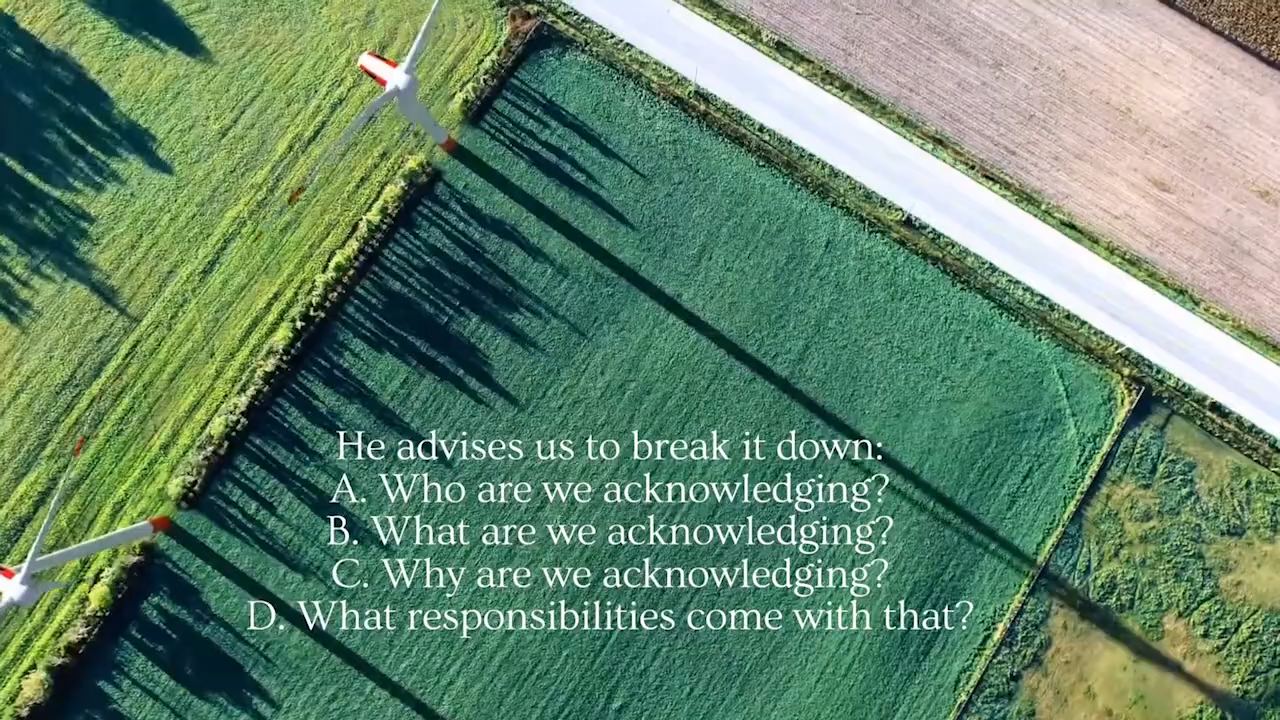 He advises us to break it down:
A. Who are we acknowledging?
B. What are we acknowledging?
C. Why are we acknowledging?
D. What responsibilities come with that?